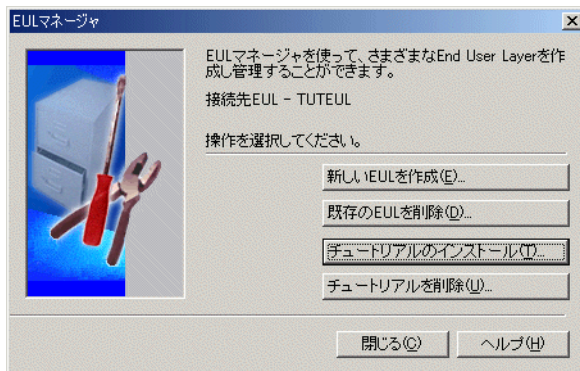 EULマネージャ
EULマネージャを使って、さまざまなEnd User Layerを作
成し管理することができます。
接続先EUL - TUTEUL
操作を選択してください。
新しいEULを作成(E)...
既存のEULを削除(D)...
チュートリアルのインストール(T)...
チュートリアルを削除(U)...
閉じる(C)
ヘルプ(H)